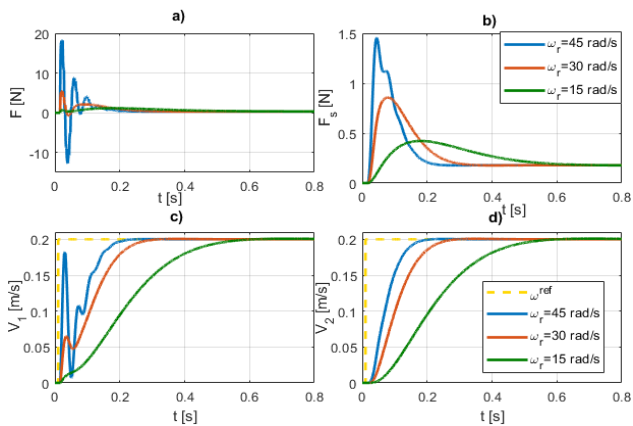 a)
F [N]
20
10
0
-10
0
0.2
0.4
0.6
0.8
t [s]
b)
F_s [N]
1.5
1
0.5
0
0
0.2
0.4
0.6
0.8
t [s]
ω_r=45 rad/s
ω_r=30 rad/s
ω_r=15 rad/s
c)
V_1 [m/s]
0.2
0.15
0.1
0.05
0
0
0.2
0.4
0.6
0.8
t [s]
d)
V_2 [m/s]
0.2
0.15
0.1
0.05
0
0
0.2
0.4
0.6
0.8
t [s]
ω^ref
ω_r=45 rad/s
ω_r=30 rad/s
ω_r=15 rad/s